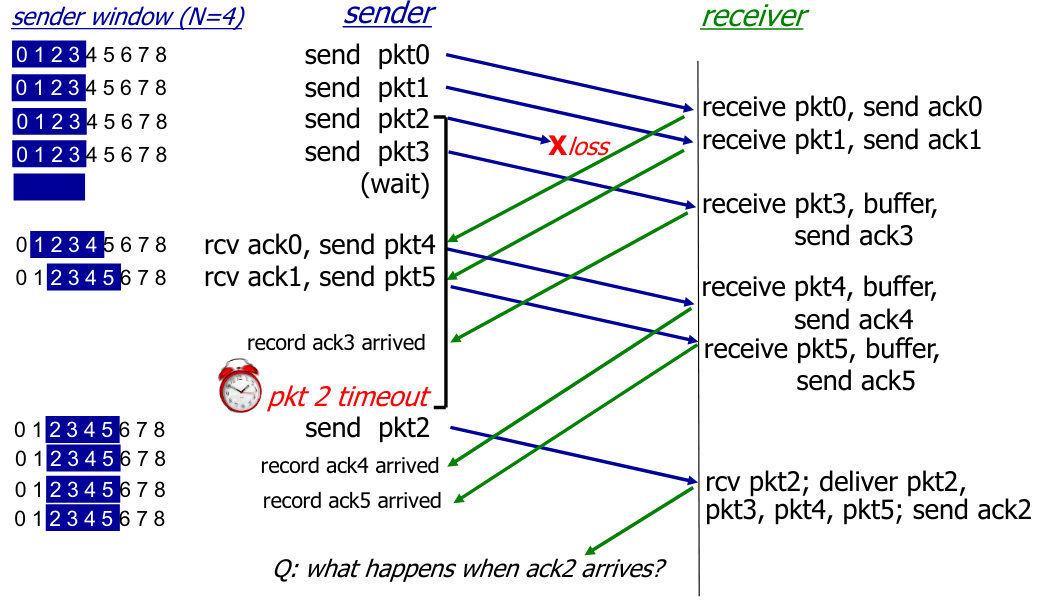 sender window (N=4) sender receiver
0 1 2 3 4 5 6 7 8 send pkt0
0 1 2 3 4 5 6 7 8 send pkt1
receive pkt0, send ack0
0 1 2 3 4 5 6 7 8 send pkt2
receive pkt1, send ack1
0 1 2 3 4 5 6 7 8 send pkt3
X loss
(wait)
receive pkt3, buffer,
send ack3
0 1 2 3 4 5 6 7 8 rcv ack0, send pkt4
0 1 2 3 4 5 6 7 8 rcv ack1, send pkt5
receive pkt4, buffer,
send ack4
record ack3 arrived
receive pkt5, buffer,
send ack5
pkt 2 timeout
0 1 2 3 4 5 6 7 8 send pkt2
0 1 2 3 4 5 6 7 8 record ack4 arrived
0 1 2 3 4 5 6 7 8 record ack5 arrived
rcv pkt2; deliver pkt2,
pkt3, pkt4, pkt5; send ack2
0 1 2 3 4 5 6 7 8
Q: what happens when ack2 arrives?